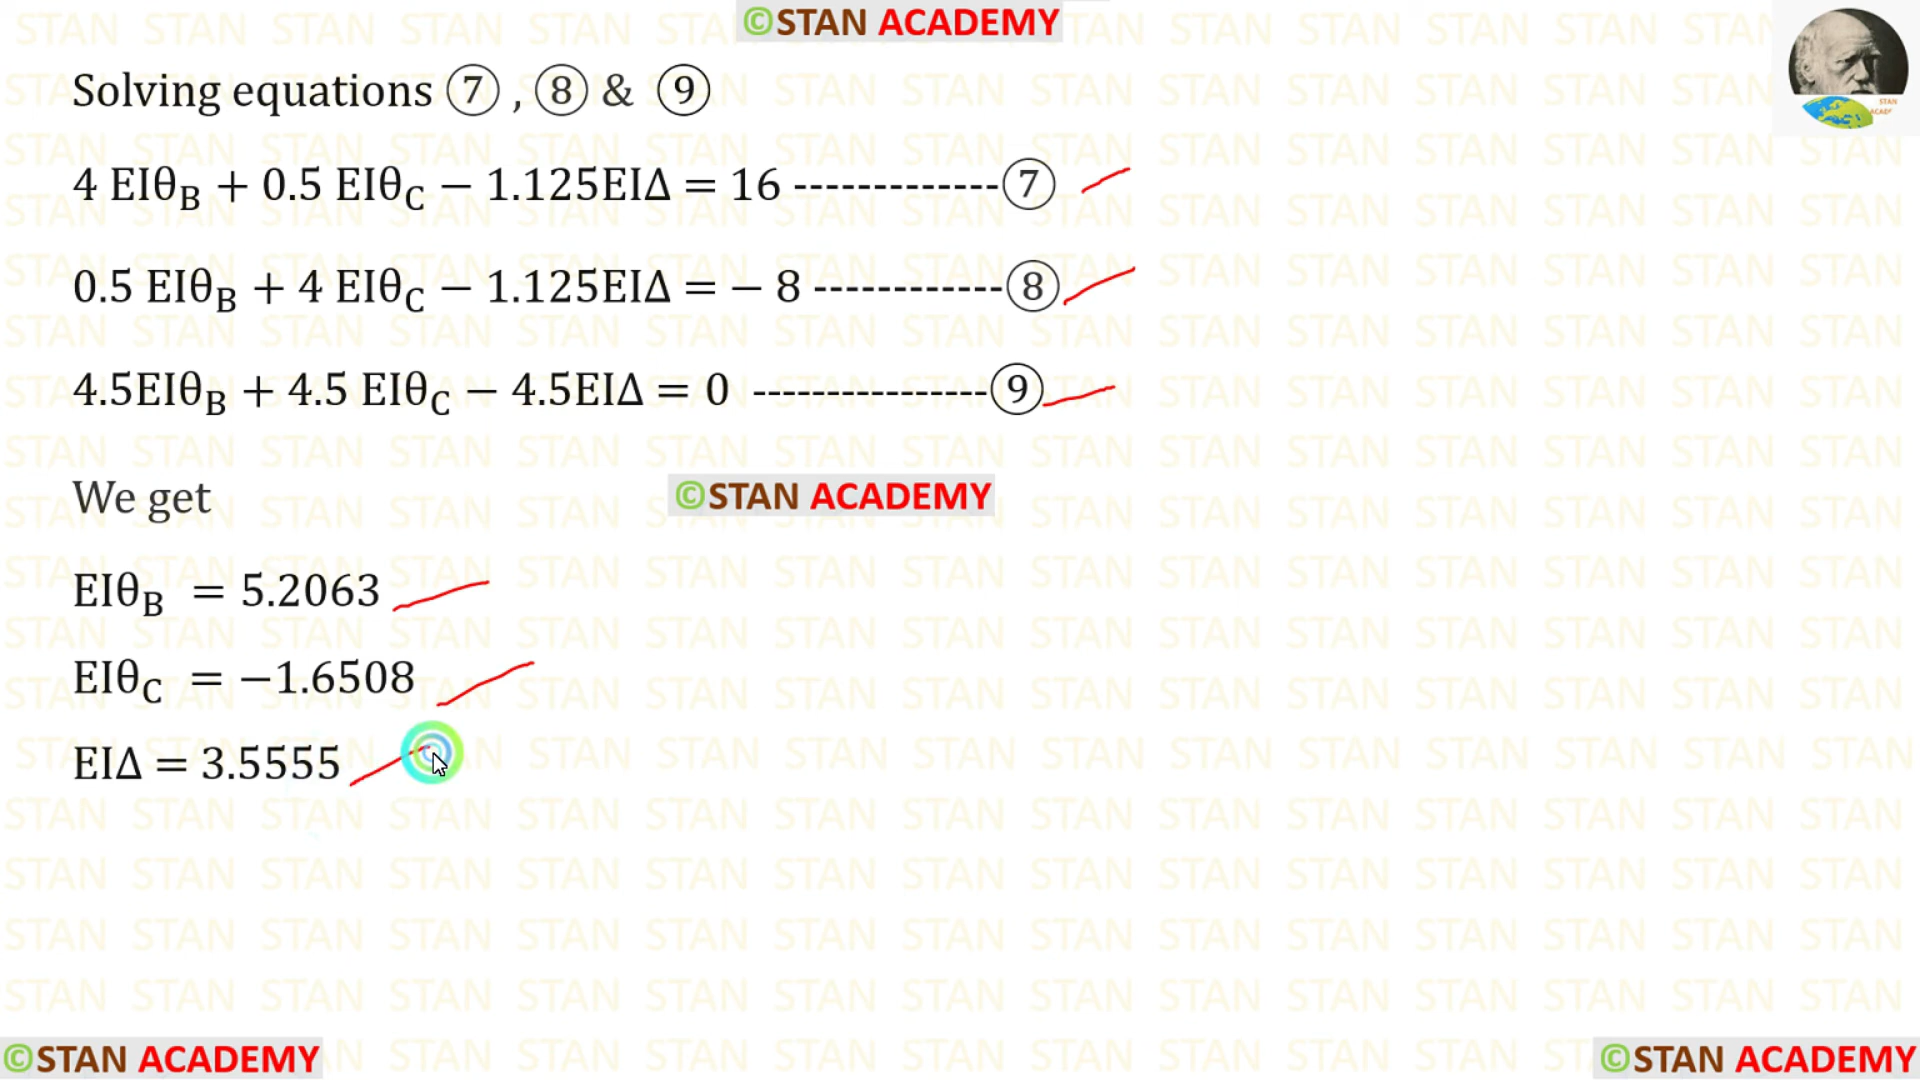 ©STAN ACADEMY
Solving equations ⑦ , ⑧ & ⑨
4 EIθ_B + 0.5 EIθ_C − 1.125EIΔ = 16 -------------⑦
0.5 EIθ_B + 4 EIθ_C − 1.125EIΔ = − 8 ------------⑧
4.5EIθ_B + 4.5 EIθ_C − 4.5EIΔ = 0 ----------------⑨
We get
©STAN ACADEMY
EIθ_B = 5.2063
EIθ_C = −1.6508
EIΔ = 3.5555
©STAN ACADEMY
©STAN ACADEMY